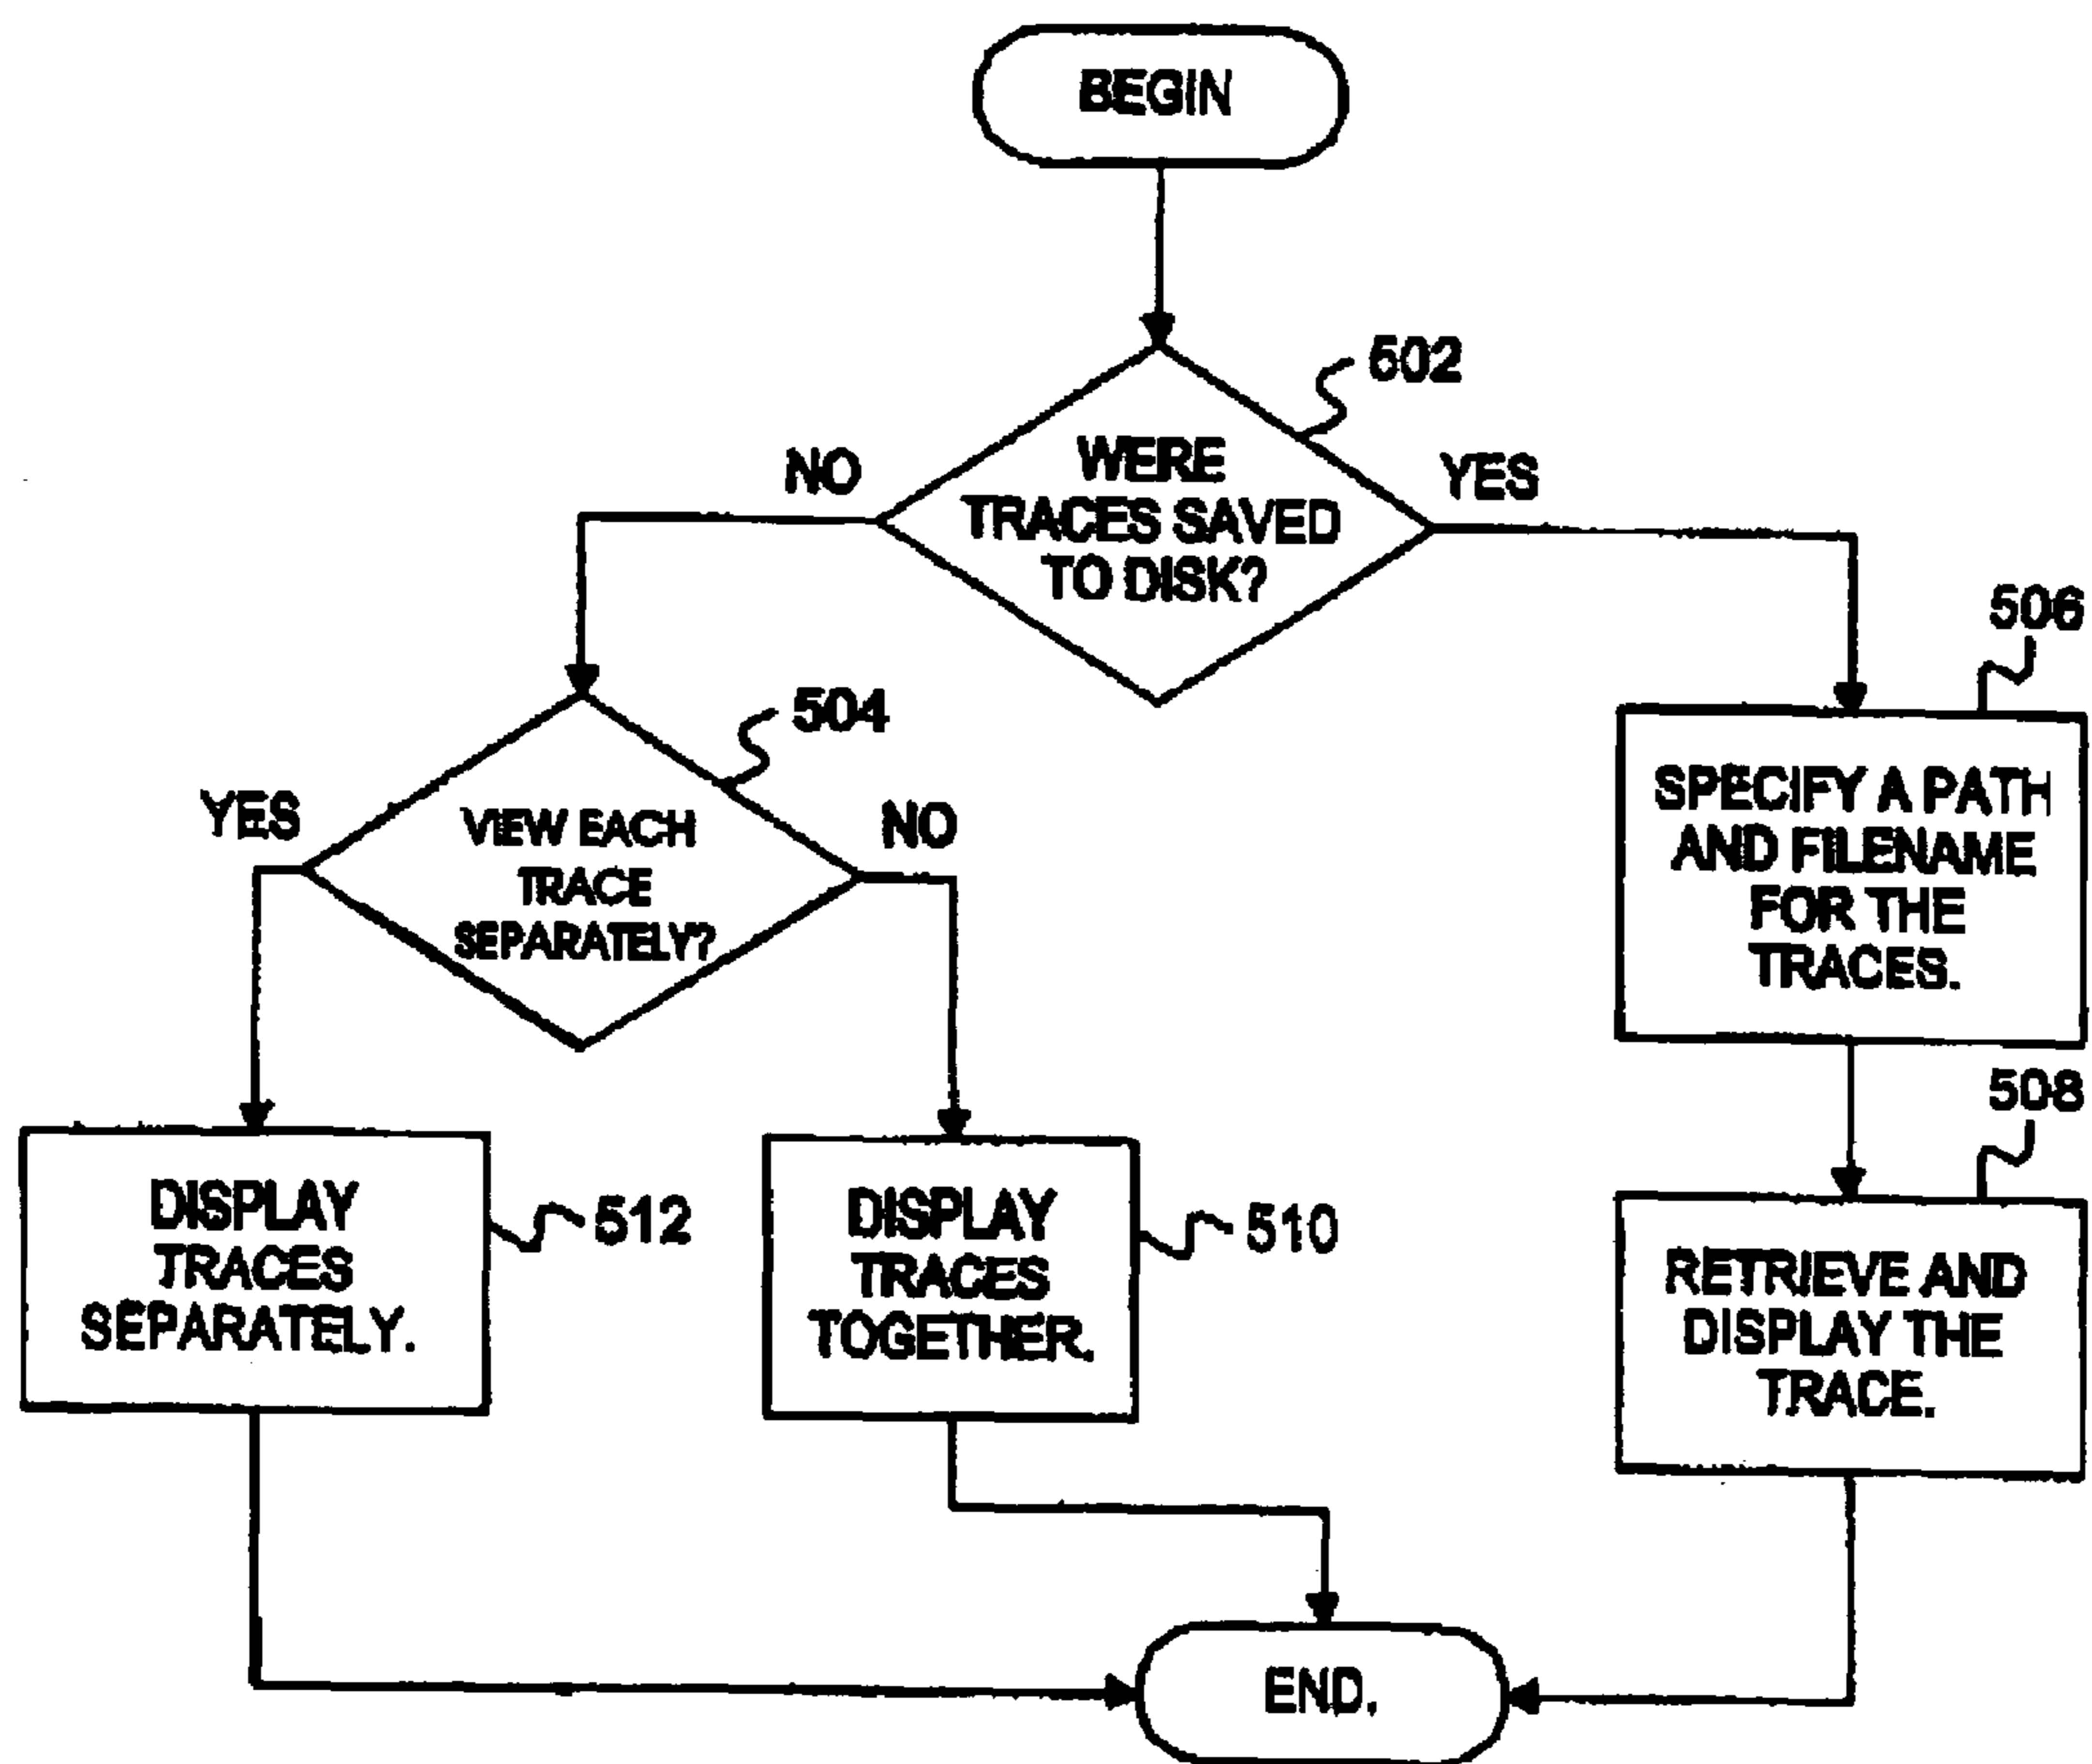 BEGIN
502
WERE
TRACES SAVED
TO DISK?
NO
YES
504
VIEW EACH
TRACE
SEPARATELY?
YES
NO
506
SPECIFY A PATH
AND FILENAME
FOR THE
TRACES.
508
RETRIEVE AND
DISPLAY THE
TRACE.
DISPLAY
TRACES
SEPARATELY.
512
DISPLAY
TRACES
TOGETHER.
510
END.